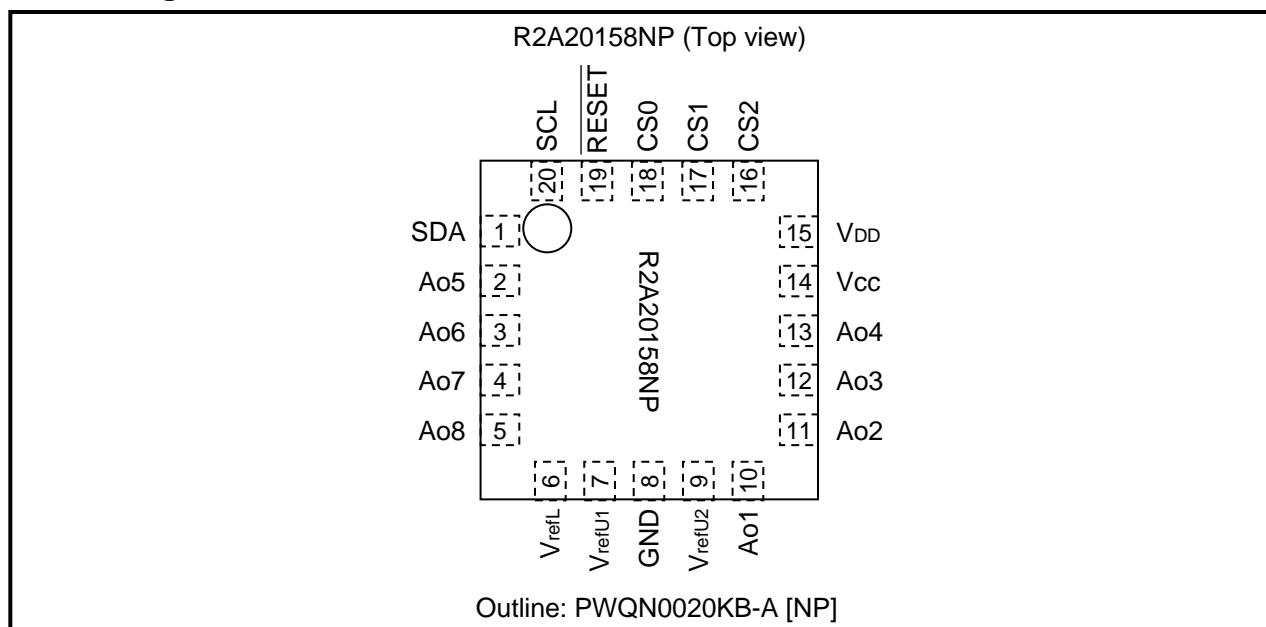 R2A20158NP (Top view)
SCL
RESET
CS0
CS1
CS2
20
19
18
17
16
SDA 1
15 VDD
Ao5 2
14 Vcc
Ao6 3
13 Ao4
Ao7 4
12 Ao3
Ao8 5
11 Ao2
R2A20158NP
6
7
8
9
10
VrefL
VrefU1
GND
VrefU2
Ao1
Outline: PWQN0020KB-A [NP]